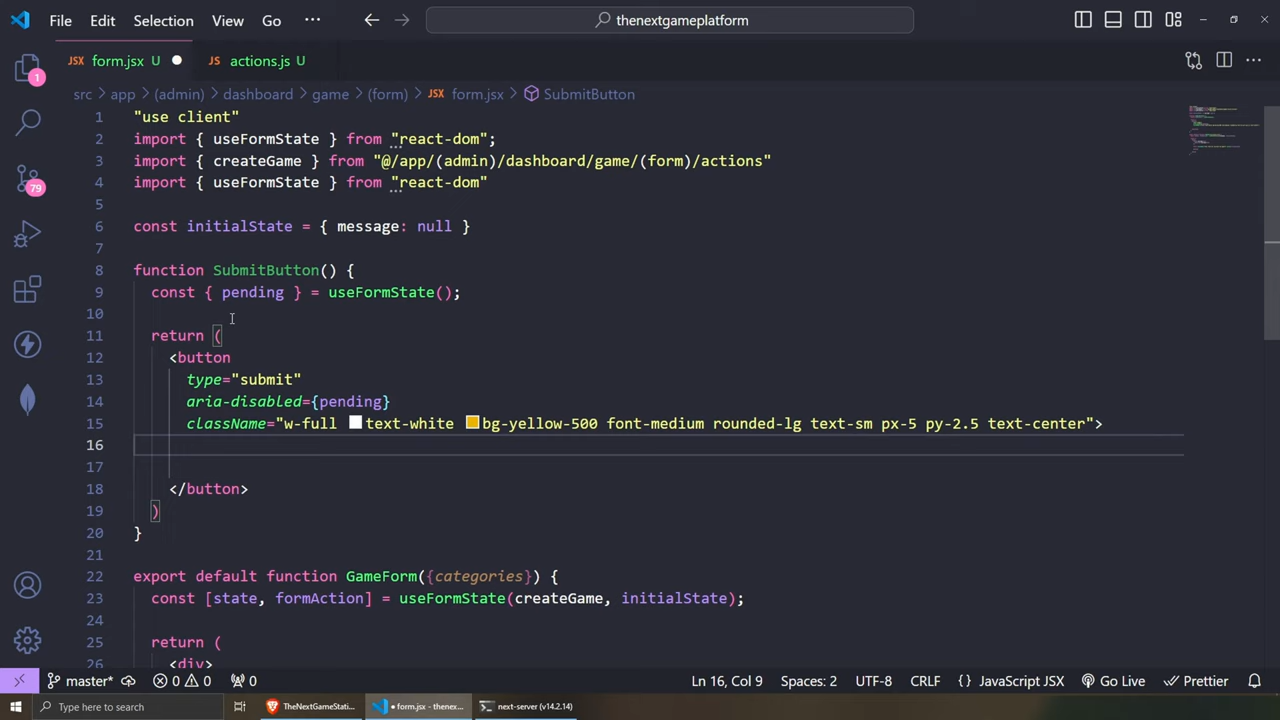 File Edit Selection View Go ··· thenextgameplatform
JSX form.jsx U JS actions.js U
src > app > (admin) > dashboard > game > (form) > JSX form.jsx > SubmitButton
1 "use client"
2 import { useFormState } from "react-dom";
3 import { createGame } from "@/app/(admin)/dashboard/game/(form)/actions"
4 import { useFormState } from "react-dom"
5
6 const initialState = { message: null }
7
8 function SubmitButton() {
9 const { pending } = useFormState();
10
11 return (
12 <button
13 type="submit"
14 aria-disabled={pending}
15 className="w-full text-white bg-yellow-500 font-medium rounded-lg text-sm px-5 py-2.5 text-center">
16
17
18 </button>
19 )
20 }
21
22 export default function GameForm({categories}) {
23 const [state, formAction] = useFormState(createGame, initialState);
24
25 return (
26 <div>
1
79
master* 0 0 0 Ln 16, Col 9 Spaces: 2 UTF-8 CRLF {} JavaScript JSX Go Live Prettier
Type here to search TheNextGameStati... form.jsx - thenex... next-server (v14.2.14)